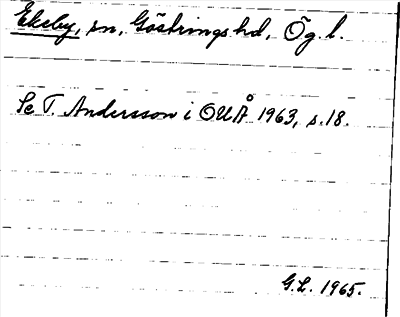 Ekeby, sn, Göstrings hd, Ög. l.
Se T. Andersson i OUÅ 1963, s. 18.
G.L. 1965.